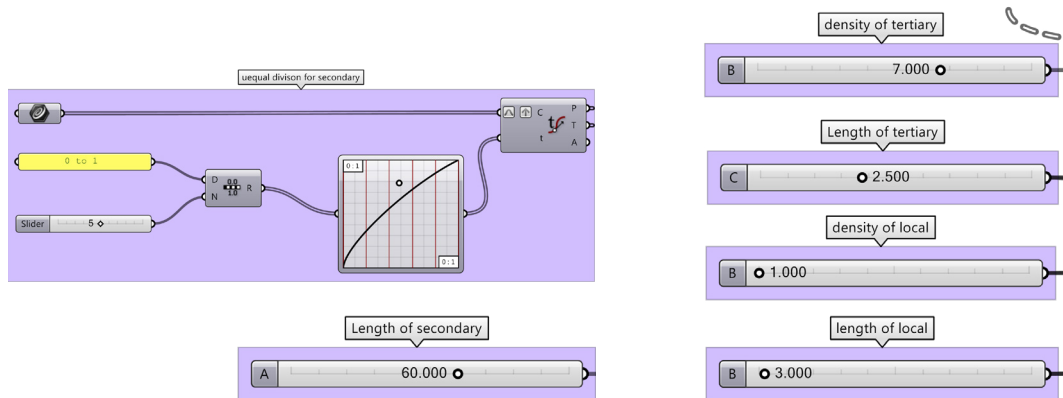 uequal divison for secondary
C
t
P
T
A
0 to 1
D
N
0.0
1.0
R
Slider
5
0:1
0:1
Length of secondary
A
60.000
density of tertiary
B
7.000
Length of tertiary
C
2.500
density of local
B
1.000
length of local
B
3.000